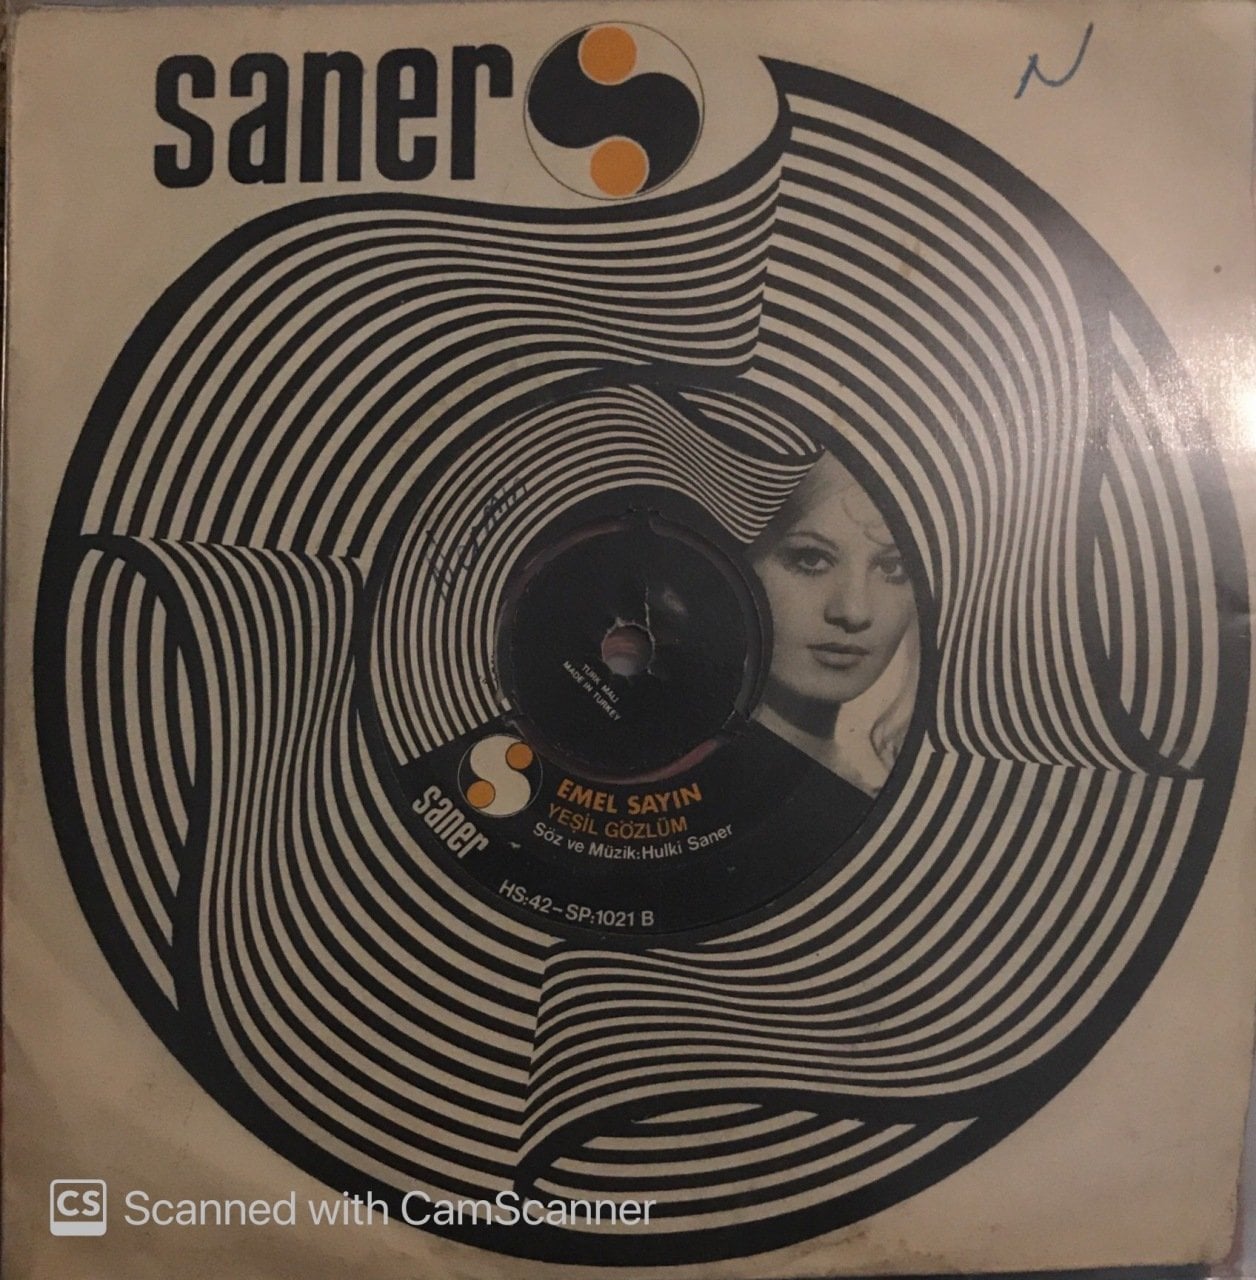 saner
TÜRK MALI
MADE IN TURKEY
saner
EMEL SAYIN
YEŞİL GÖZLÜM
Söz ve Müzik:Hulki Saner
HS:42-SP:1021 B
CS Scanned with CamScanner